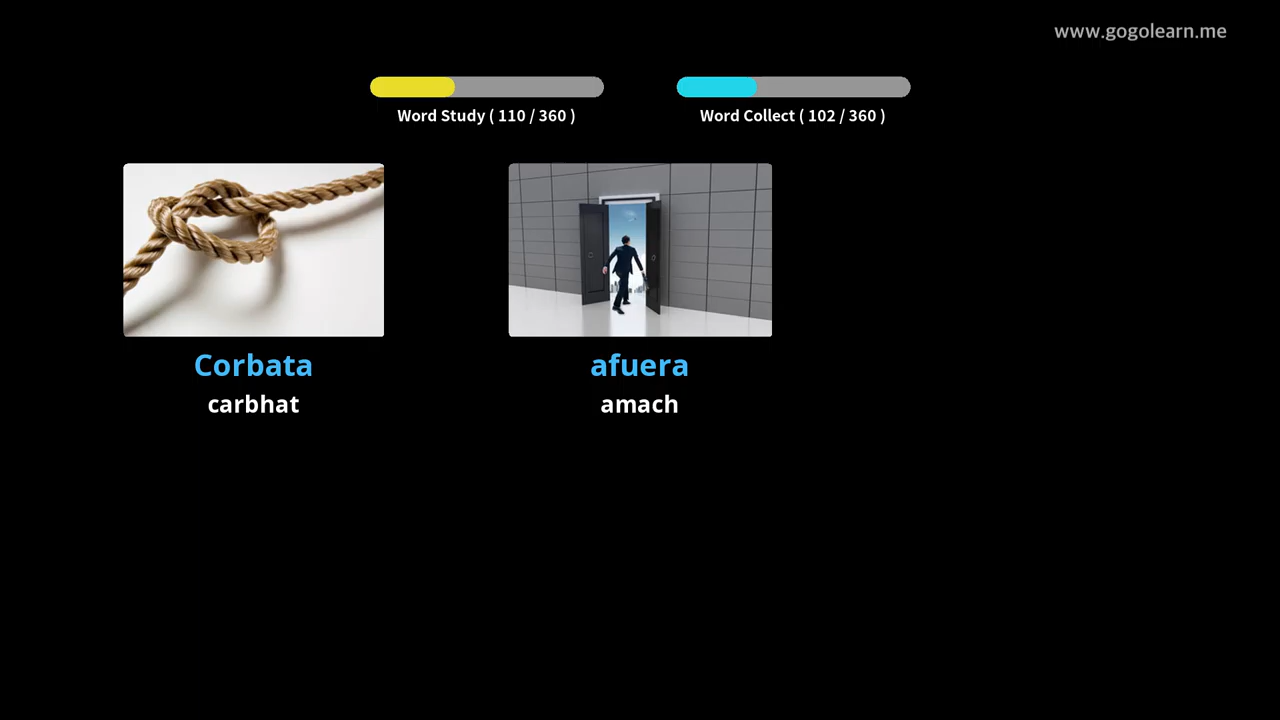 www.gogolearn.me
Word Study ( 110 / 360 )
Word Collect ( 102 / 360 )
Corbata
carbhat
afuera
amach